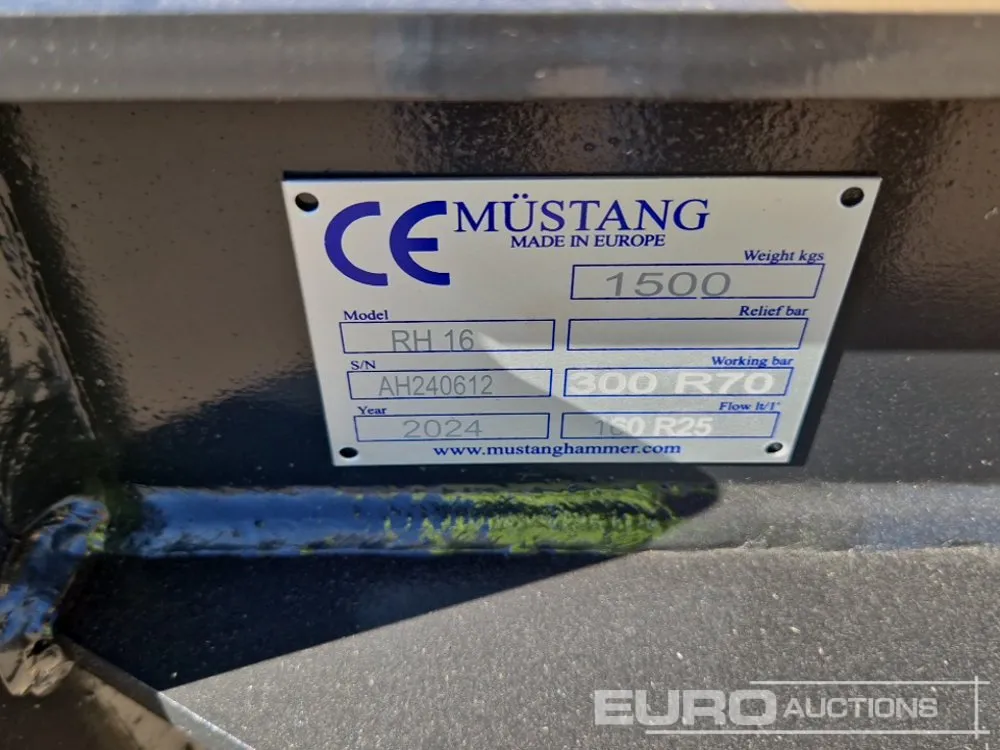 CE MÜSTANG
MADE IN EUROPE
Weight kgs
1500
Model
RH 16
Relief bar
S/N
AH240612
Working bar
300 R70
Year
2024
Flow lt/1'
160 R25
www.mustanghammer.com
EURO AUCTIONS